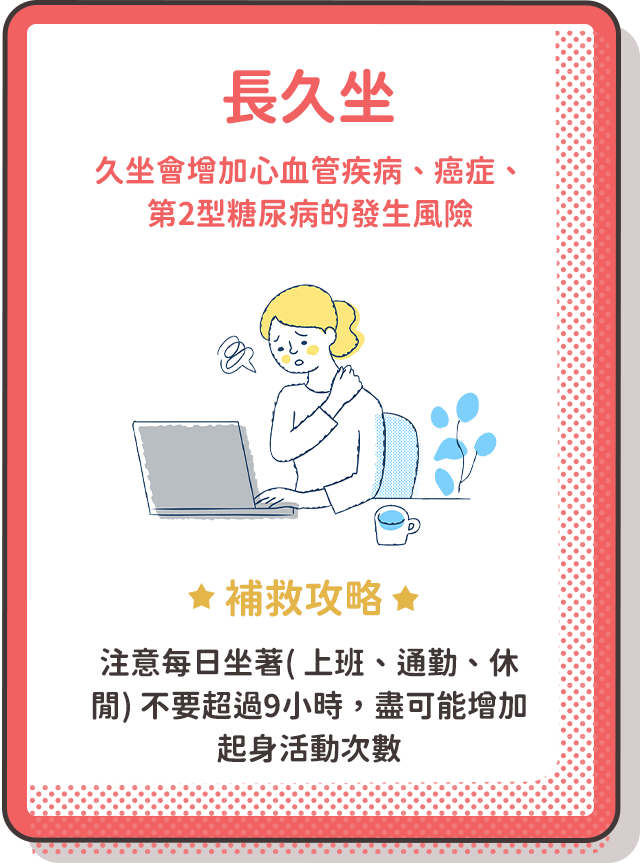 長久坐
久坐會增加心血管疾病、癌症、
第2型糖尿病的發生風險
補救攻略
注意每日坐著( 上班、通勤、休
閒) 不要超過9小時，盡可能增加
起身活動次數